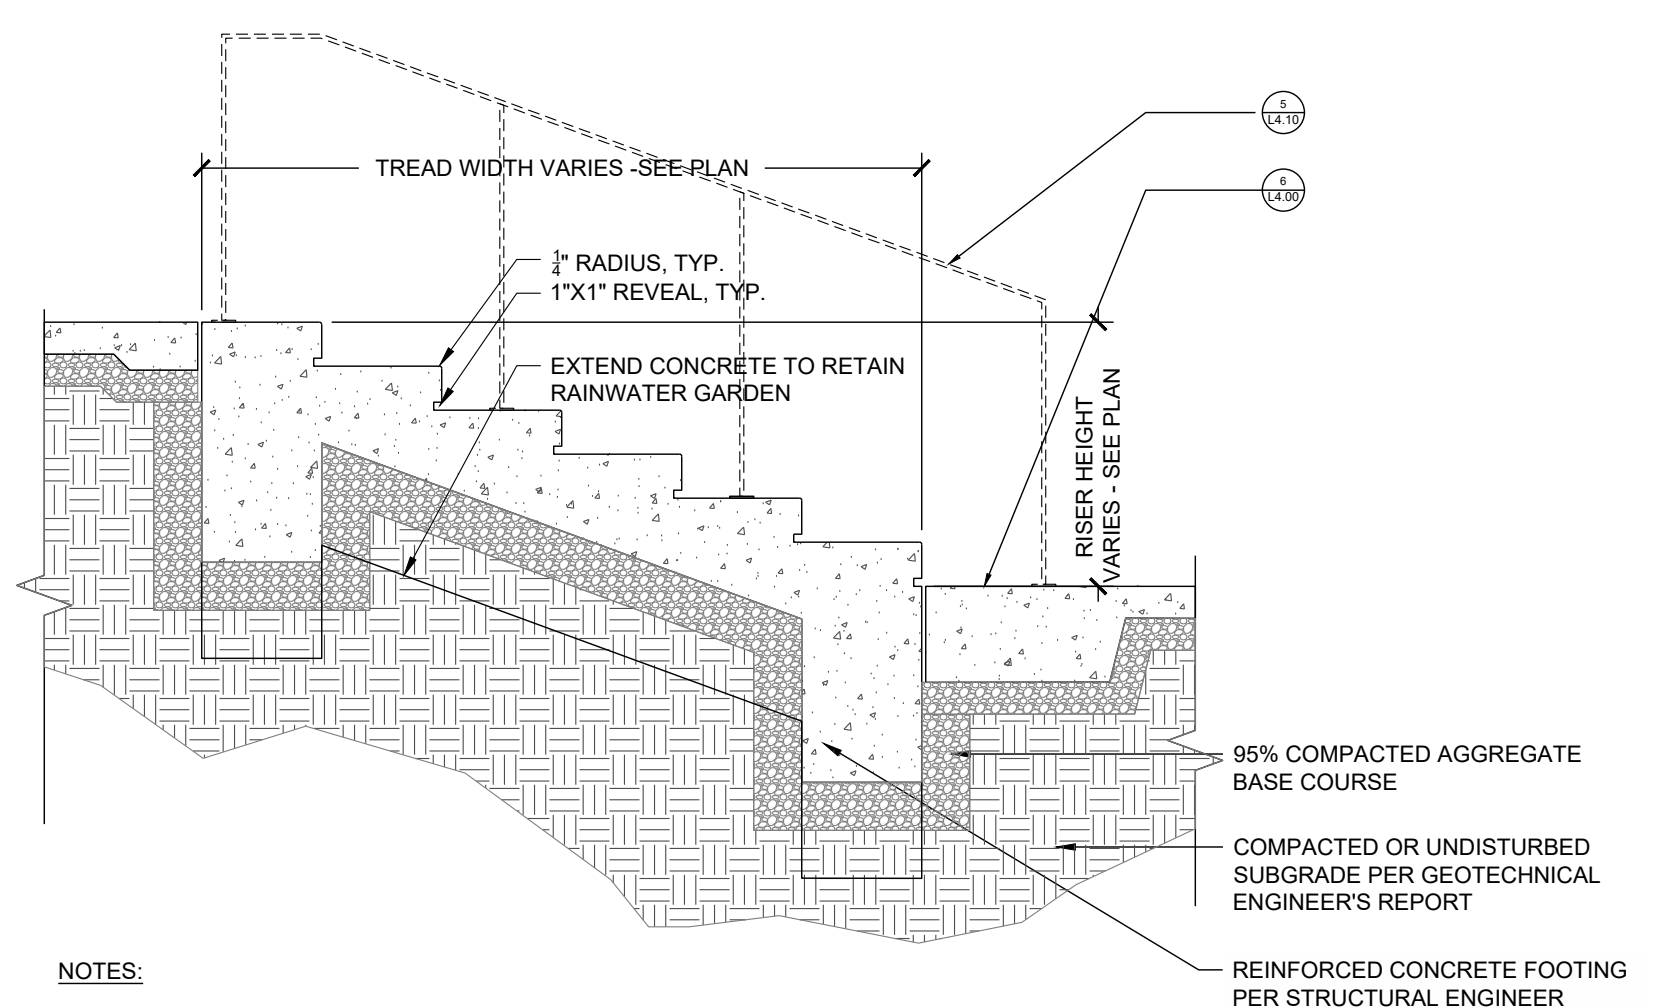 5
L4.10
TREAD WIDTH VARIES -SEE PLAN
6
L4.00
1/4" RADIUS, TYP.
1"X1" REVEAL, TYP.
EXTEND CONCRETE TO RETAIN
RAINWATER GARDEN
RISER HEIGHT
VARIES - SEE PLAN
95% COMPACTED AGGREGATE
BASE COURSE
COMPACTED OR UNDISTURBED
SUBGRADE PER GEOTECHNICAL
ENGINEER'S REPORT
NOTES:
REINFORCED CONCRETE FOOTING
PER STRUCTURAL ENGINEER